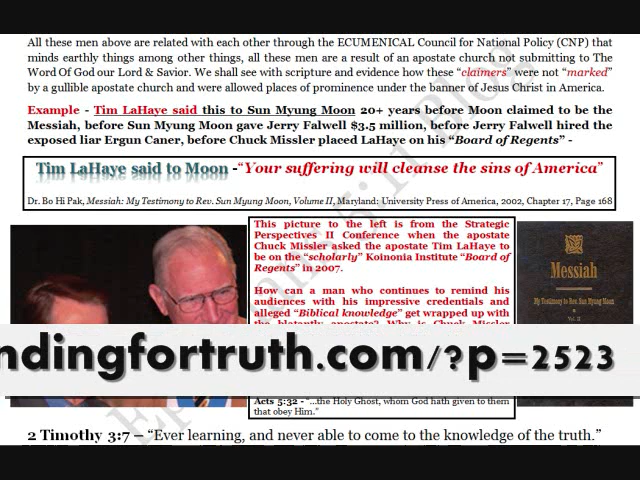 All these men above are related with each other through the ECUMENICAL Council for National Policy (CNP) that
minds earthly things among other things, all these men are a result of an apostate church not submitting to The
Word Of God our Lord & Savior. We shall see with scripture and evidence how these “claimers” were not “marked”
by a gullible apostate church and were allowed places of prominence under the banner of Jesus Christ in America.
Example - Tim LaHaye said this to Sun Myung Moon 20+ years before Moon claimed to be the
Messiah, before Sun Myung Moon gave Jerry Falwell $3.5 million, before Jerry Falwell hired the
exposed liar Ergun Caner, before Chuck Missler placed LaHaye on his “Board of Regents” -
Tim LaHaye said to Moon -“Your suffering will cleanse the sins of America”
Dr. Bo Hi Pak, Messiah: My Testimony to Rev. Sun Myung Moon, Volume II, Maryland: University Press of America, 2002, Chapter 17, Page 168
This picture to the left is from the Strategic
Perspectives II Conference when the apostate
Chuck Missler asked the apostate Tim LaHaye to
be on the “scholarly” Koinonia Institute “Board of
Regents” in 2007.
How can a man who continues to remind his
audiences with his impressive credentials and
alleged “Biblical knowledge” get wrapped up with
the blatantly apostate? Why is Chuck Missler
Messiah
My Testimony to Rev. Sun Myung Moon
Vol. II
ndingfortruth.com/?p=2523
Acts 5:32 - “…the Holy Ghost, whom God hath given to them
that obey Him.”
2 Timothy 3:7 – “Ever learning, and never able to come to the knowledge of the truth.”